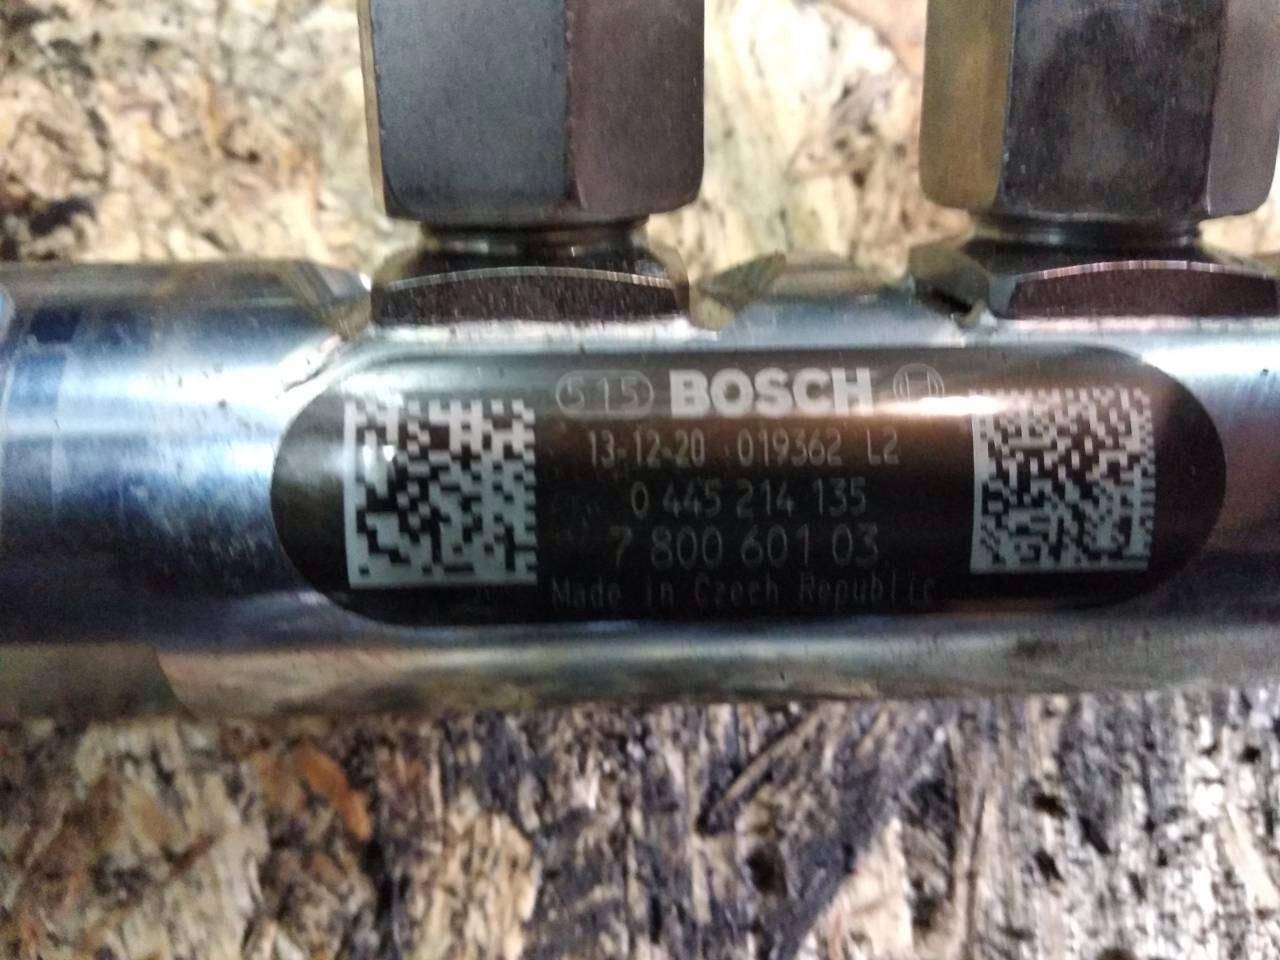 515 BOSCH
13-12-20 019362 L2
0 445 214 135
7 800 601 03
Made in Czech Republic